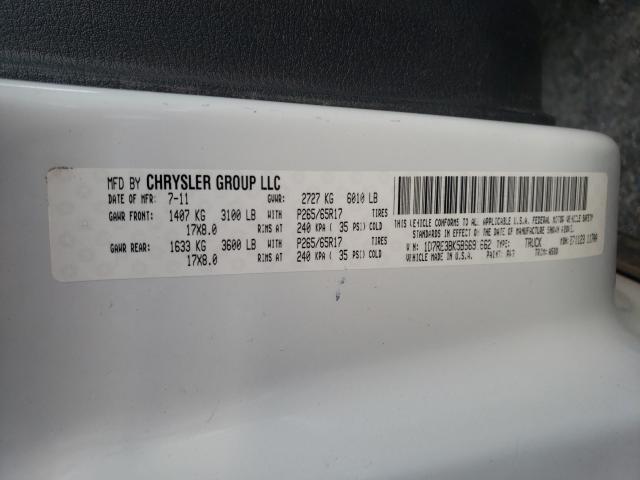 MFD BY CHRYSLER GROUP LLC
DATE OF MFR: 7-11 GVWR: 2727 KG 6010 LB
GAWR FRONT: 1407 KG 3100 LB WITH P265/65R17 TIRES
17X8.0 RIMS AT 240 KPA ( 35 PSI) COLD
GAWR REAR: 1633 KG 3600 LB WITH P265/65R17 TIRES
17X8.0 RIMS AT 240 KPA ( 35 PSI) COLD
THIS VEHICLE CONFORMS TO ALL APPLICABLE U.S.A. FEDERAL MOTOR VEHICLE SAFETY
STANDARDS IN EFFECT ON THE DATE OF MANUFACTURE SHOWN ABOVE.
VIN: TYPE: TRUCK MDH:
VEHICLE MADE IN U.S.A. PAINT: TRIM: